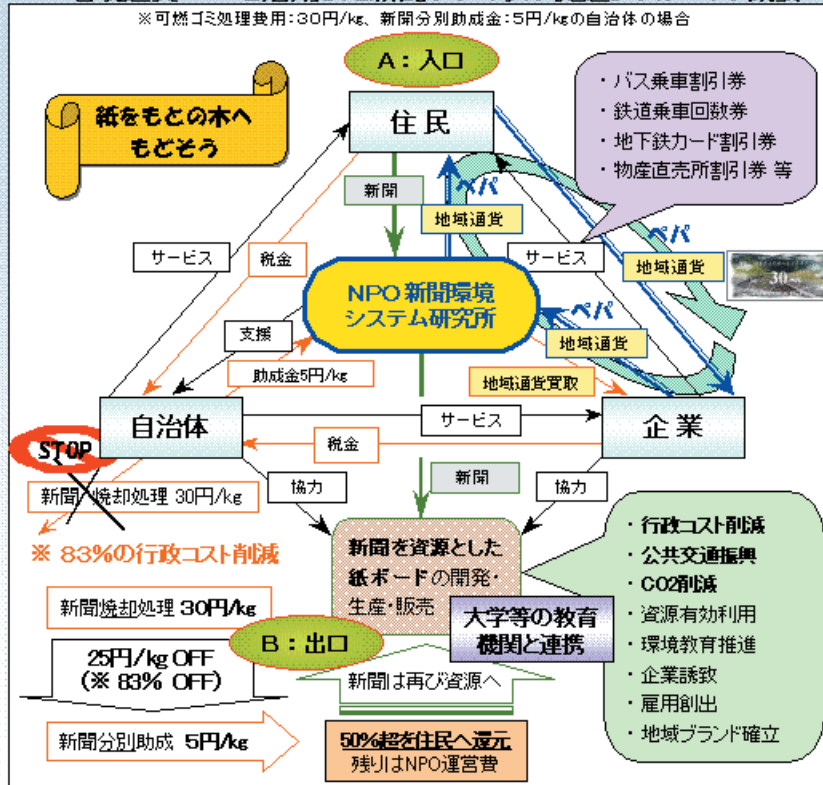 ※可燃ゴミ処理費用：30円/kg、新聞分別助成金：5円/kgの自治体の場合
A：入口
紙をもとの木へ
もどそう
住民
・バス乗車割引券
・鉄道乗車回数券
・地下鉄カード割引券
・物産直売所割引券 等
新聞
ペパ
地域通貨
サービス
税金
サービス
ペパ
地域通貨
30
NPO 新聞環境
システム研究所
ペパ
地域通貨
支援
助成金5円/kg
地域通貨買取
自治体
サービス
企業
税金
STOP
新聞 焼却処理 30円/kg
協力
新聞
協力
※ 83%の行政コスト削減
新聞を資源とした
紙ボードの開発・
生産・販売
大学等の教育
機関と連携
・行政コスト削減
・公共交通振興
・CO2削減
・資源有効利用
・環境教育推進
・企業誘致
・雇用創出
・地域ブランド確立
新聞焼却処理 30円/kg
B：出口
25円/kg OFF
(※ 83% OFF)
新聞は再び資源へ
新聞分別助成 5円/kg
50%超を住民へ還元
残りはNPO運営費